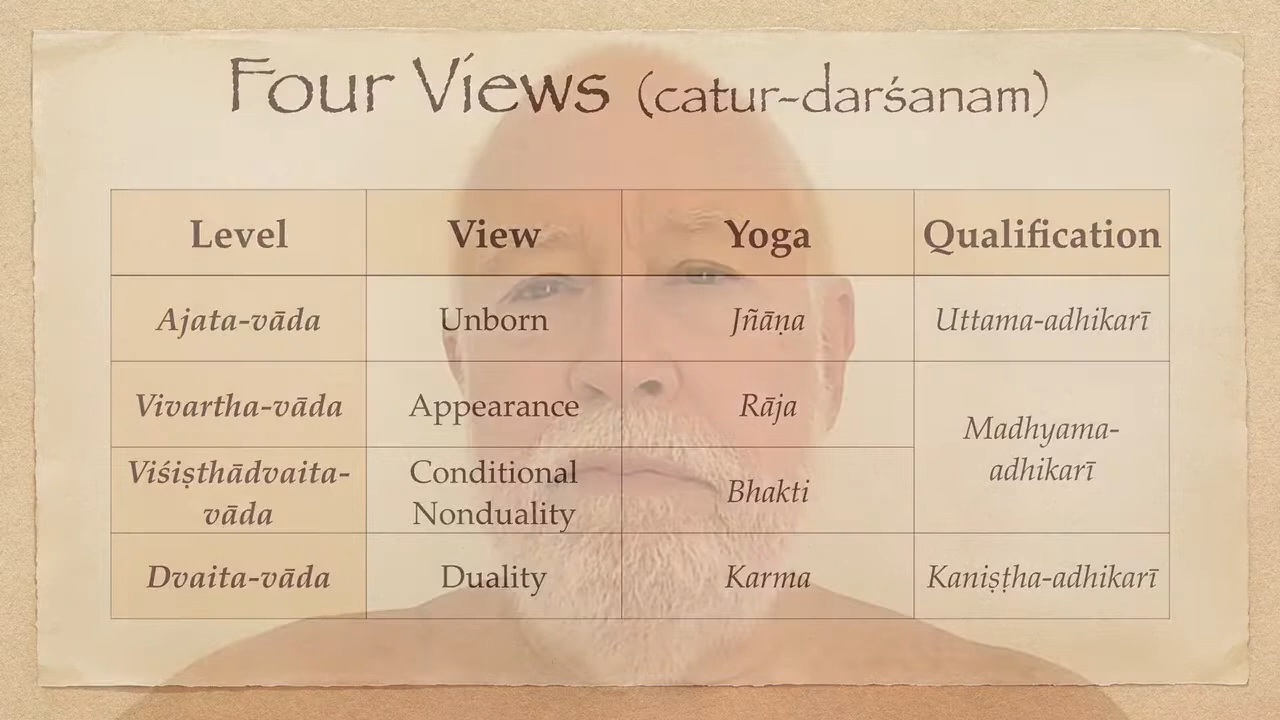 Four Views (catur-darśanam)
Level View Yoga Qualification
Ajata-vāda Unborn Jñāṇa Uttama-adhikarī
Vivartha-vāda Appearance Rāja
Madhyama-
adhikarī
Viśiṣthādvaita-
vāda
Conditional
Nonduality
Bhakti
Dvaita-vāda Duality Karma Kaniṣṭha-adhikarī